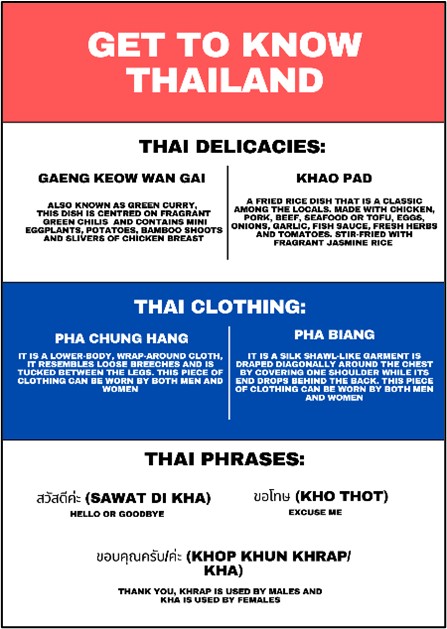 GET TO KNOW
THAILAND
THAI DELICACIES:
GAENG KEOW WAN GAI
ALSO KNOWN AS GREEN CURRY,
THIS DISH IS CENTRED ON FRAGRANT
GREEN CHILIS AND CONTAINS MINI
EGGPLANTS, POTATOES, BAMBOO SHOOTS
AND SLIVERS OF CHICKEN BREAST
KHAO PAD
A FRIED RICE DISH THAT IS A CLASSIC
AMONG THE LOCALS. MADE WITH CHICKEN,
PORK, BEEF, SEAFOOD OR TOFU, EGGS,
ONIONS, GARLIC, FISH SAUCE, FRESH HERBS
AND TOMATOES. STIR-FRIED WITH
FRAGRANT JASMINE RICE
THAI CLOTHING:
PHA CHUNG HANG
IT IS A LOWER-BODY, WRAP-AROUND CLOTH,
IT RESEMBLES LOOSE BREECHES AND IS
TUCKED BETWEEN THE LEGS. THIS PIECE OF
CLOTHING CAN BE WORN BY BOTH MEN AND
WOMEN
PHA BIANG
IT IS A SILK SHAWL-LIKE GARMENT IS
DRAPED DIAGONALLY AROUND THE CHEST
BY COVERING ONE SHOULDER WHILE ITS
END DROPS BEHIND THE BACK. THIS PIECE
OF CLOTHING CAN BE WORN BY BOTH MEN
AND WOMEN
THAI PHRASES:
สวัสดีค่ะ (SAWAT DI KHA)
HELLO OR GOODBYE
ขอโทษ (KHO THOT)
EXCUSE ME
ขอบคุณครับ/ค่ะ (KHOP KHUN KHRAP/
KHA)
THANK YOU, KHRAP IS USED BY MALES AND
KHA IS USED BY FEMALES